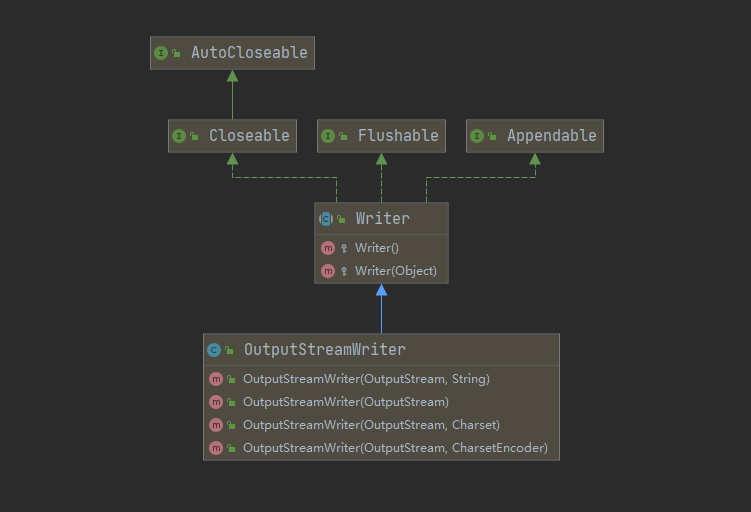 AutoCloseable
Closeable
Flushable
Appendable
Writer
Writer()
Writer(Object)
OutputStreamWriter
OutputStreamWriter(OutputStream, String)
OutputStreamWriter(OutputStream)
OutputStreamWriter(OutputStream, Charset)
OutputStreamWriter(OutputStream, CharsetEncoder)